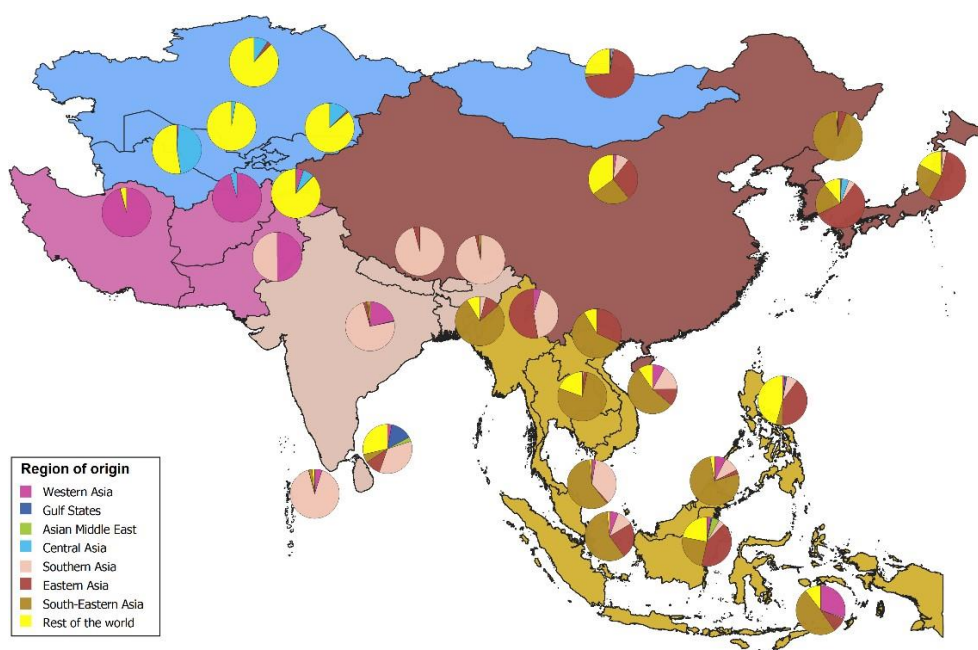 Region of origin
Western Asia
Gulf States
Asian Middle East
Central Asia
Southern Asia
Eastern Asia
South-Eastern Asia
Rest of the world